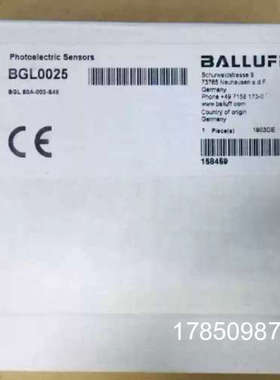 Photoelectric Sensors
BGL0025
BGL 80A-003-S49
CE
BALLUFF
Schurwaldstrasse 9
73765 Neuhausen a.d.F.
Germany
Phone +49 7158 173-0
www.balluff.com
Country of origin
Germany
1 Piece(s) 1903DE
158459
17850987